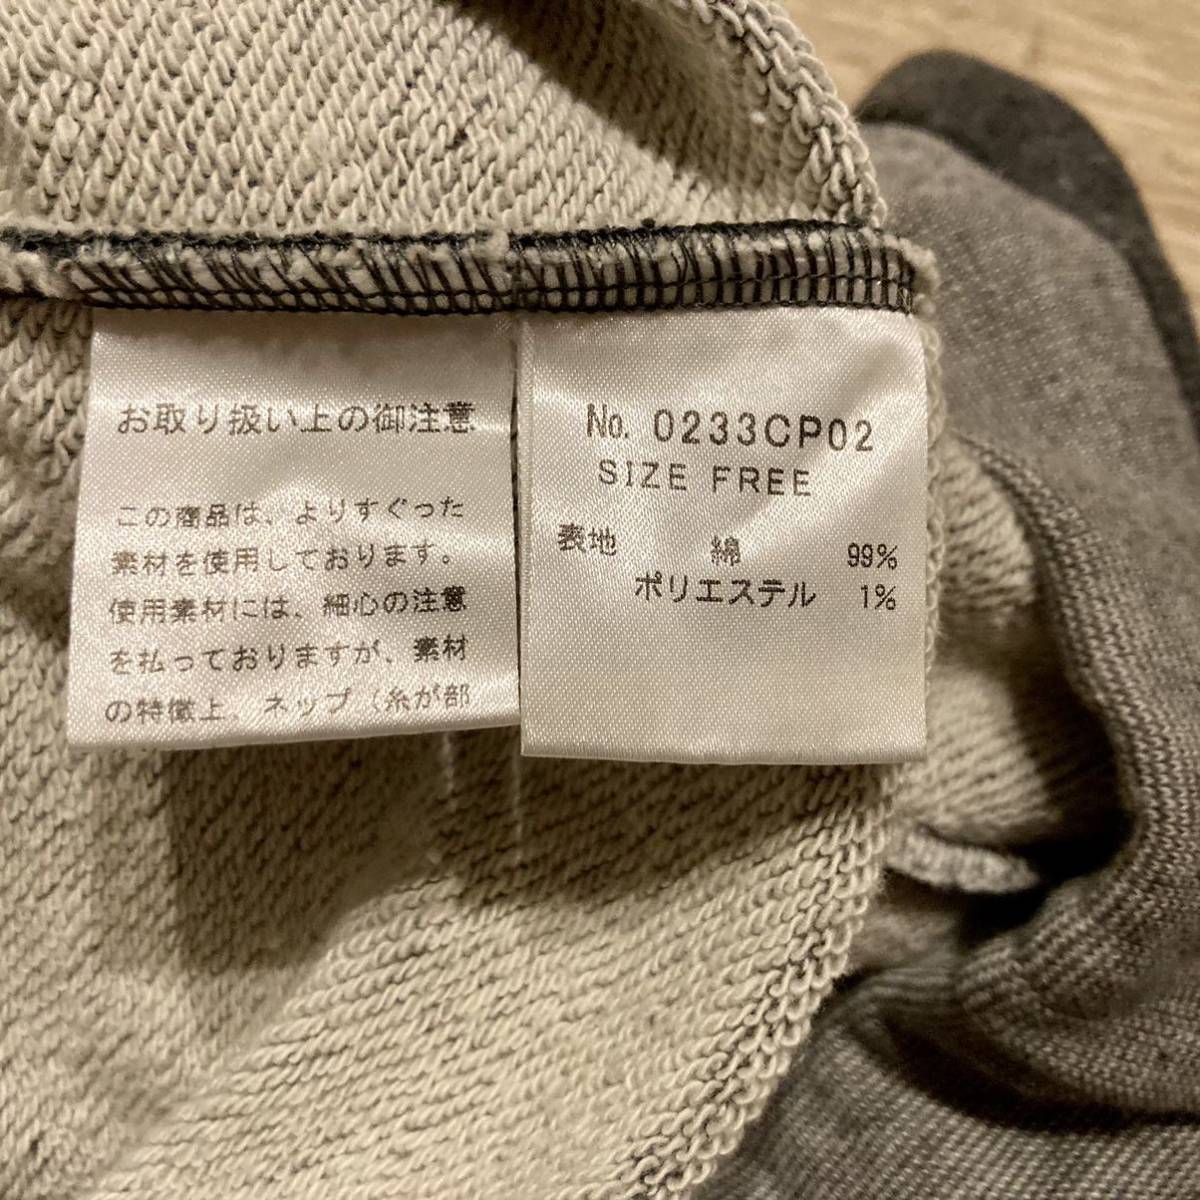 お取り扱い上の御注意
この商品は、よりすぐった
素材を使用しております。
使用素材には、細心の注意
を払っておりますが、素材
の特徴上、ネップ（糸が部
No. 0233CP02
SIZE FREE
表地 綿 99%
ポリエステル 1%